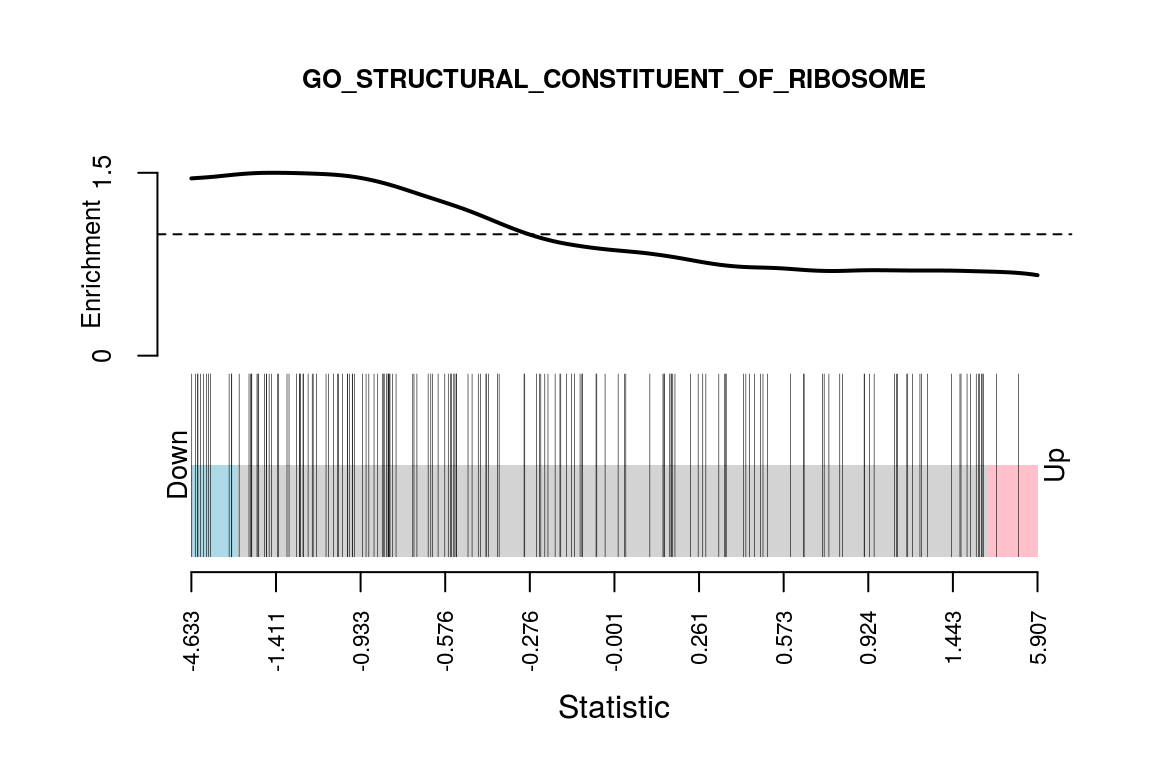 GO_STRUCTURAL_CONSTITUENT_OF_RIBOSOME
1.5
Enrichment
0
Down
Up
-4.633
-1.411
-0.933
-0.576
-0.276
-0.001
0.261
0.573
0.924
1.443
5.907
Statistic